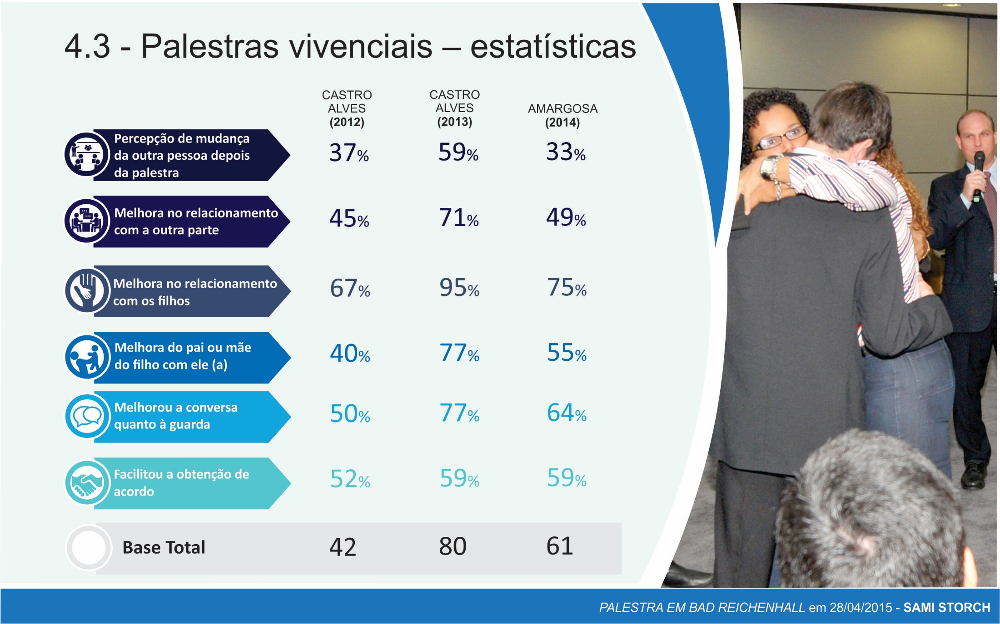 4.3 - Palestras vivenciais – estatísticas
CASTRO
ALVES
(2012)
CASTRO
ALVES
(2013)
AMARGOSA
(2014)
Percepção de mudança
da outra pessoa depois
da palestra
37% 59% 33%
Melhora no relacionamento
com a outra parte
45% 71% 49%
Melhora no relacionamento
com os filhos
67% 95% 75%
Melhora do pai ou mãe
do filho com ele (a)
40% 77% 55%
Melhorou a conversa
quanto à guarda
50% 77% 64%
Facilitou a obtenção de
acordo
52% 59% 59%
Base Total 42 80 61
PALESTRA EM BAD REICHENHALL em 28/04/2015 - SAMI STORCH